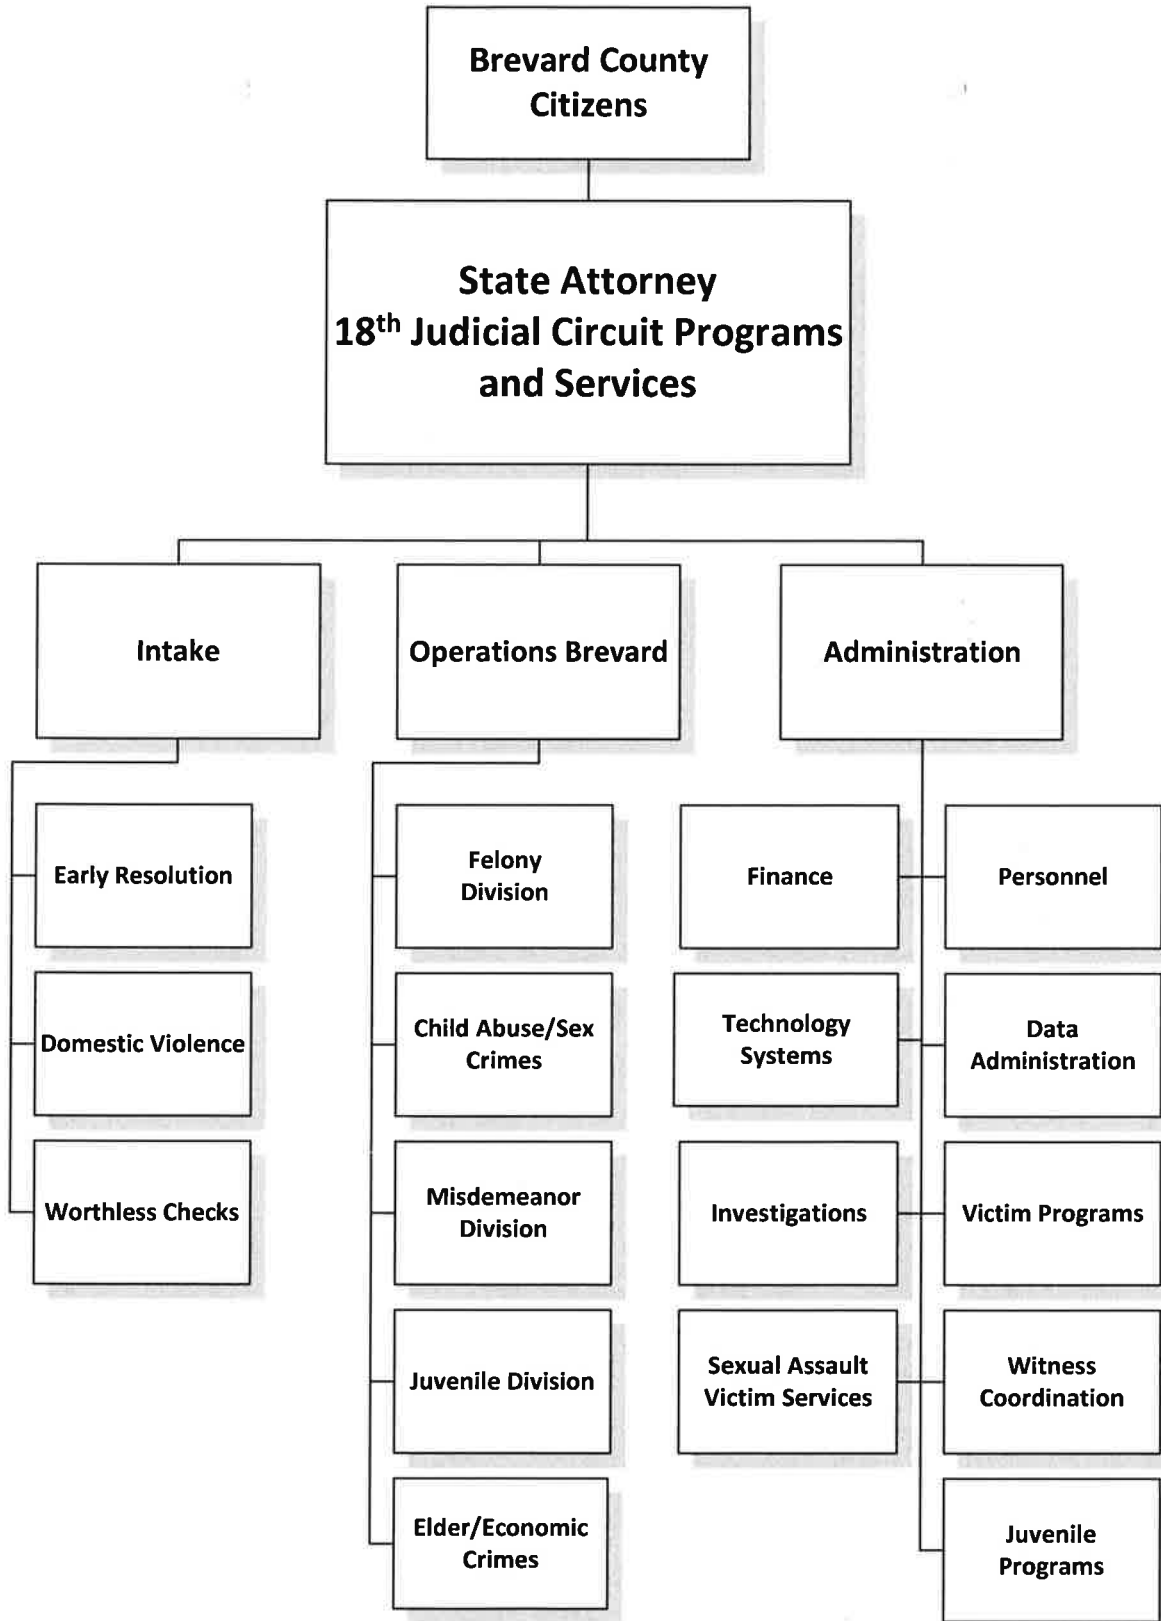 Brevard County
Citizens
State Attorney
18th Judicial Circuit Programs
and Services
Intake
Operations Brevard
Administration
Early Resolution
Domestic Violence
Worthless Checks
Felony
Division
Child Abuse/Sex
Crimes
Misdemeanor
Division
Juvenile Division
Elder/Economic
Crimes
Finance
Personnel
Technology
Systems
Data
Administration
Investigations
Victim Programs
Sexual Assault
Victim Services
Witness
Coordination
Juvenile
Programs